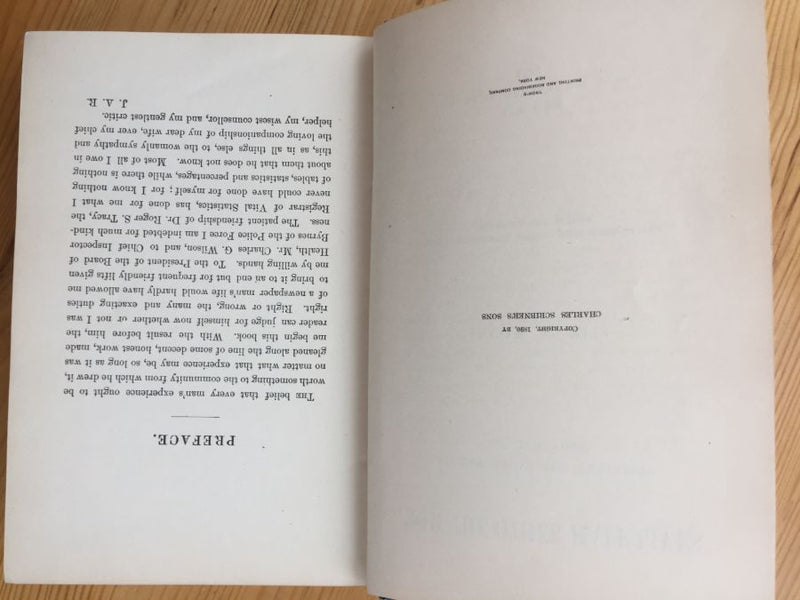 COPYRIGHT, 1890, BY
CHARLES SCRIBNER'S SONS
TROW'S
PRINTING AND BOOKBINDING COMPANY,
NEW YORK.
PREFACE.
THE belief that every man's experience ought to be
worth something to the community from which he drew it,
no matter what that experience may be, so long as it was
gleaned along the line of some decent, honest work, made
me begin this book. With the result before him, the
reader can judge for himself now whether or not I was
right. Right or wrong, the many and exacting duties
of a newspaper man's life would hardly have allowed me
to bring it to an end but for frequent friendly lifts given
me by willing hands. To the President of the Board of
Health, Mr. Charles G. Wilson, and to Chief Inspector
Byrnes of the Police Force I am indebted for much kind-
ness. The patient friendship of Dr. Roger S. Tracy, the
Registrar of Vital Statistics, has done for me what I
never could have done for myself; for I know nothing
of tables, statistics and percentages, while there is nothing
about them that he does not know. Most of all I owe in
this, as in all things else, to the womanly sympathy and
the loving companionship of my dear wife, ever my chief
helper, my wisest counsellor, and my gentlest critic.
J. A. R.